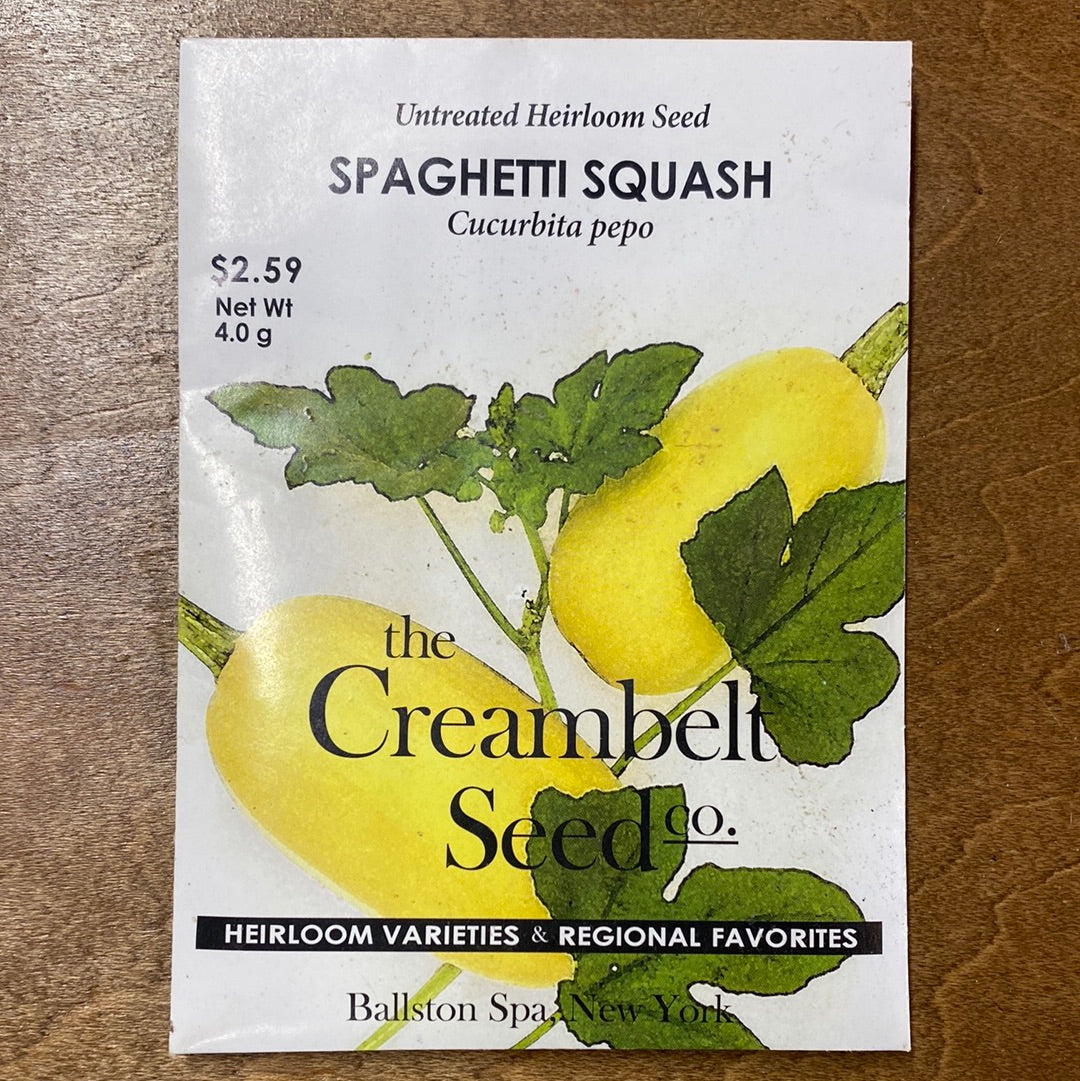 Untreated Heirloom Seed
SPAGHETTI SQUASH
Cucurbita pepo
$2.59
Net Wt
4.0 g
the
Creambelt
Seed co.
HEIRLOOM VARIETIES & REGIONAL FAVORITES
Ballston Spa, New York